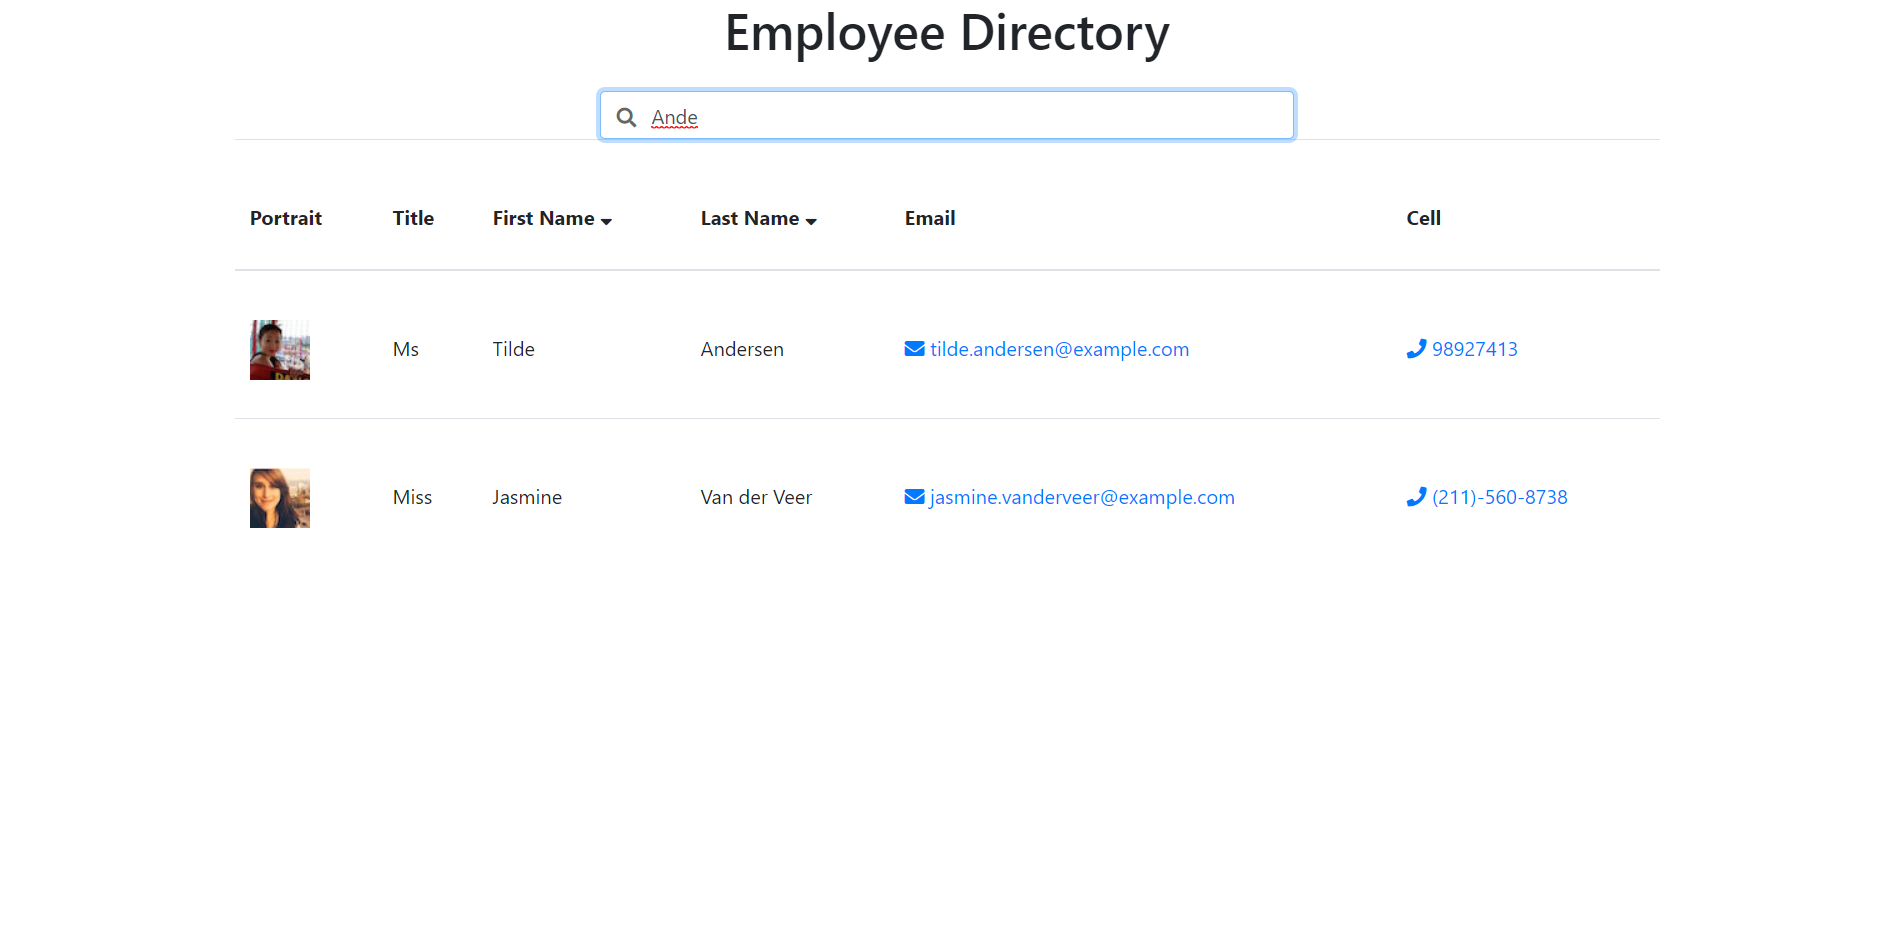 Employee Directory
Ande
Portrait Title First Name Last Name Email Cell
Ms Tilde Andersen tilde.andersen@example.com 98927413
Miss Jasmine Van der Veer jasmine.vanderveer@example.com (211)-560-8738